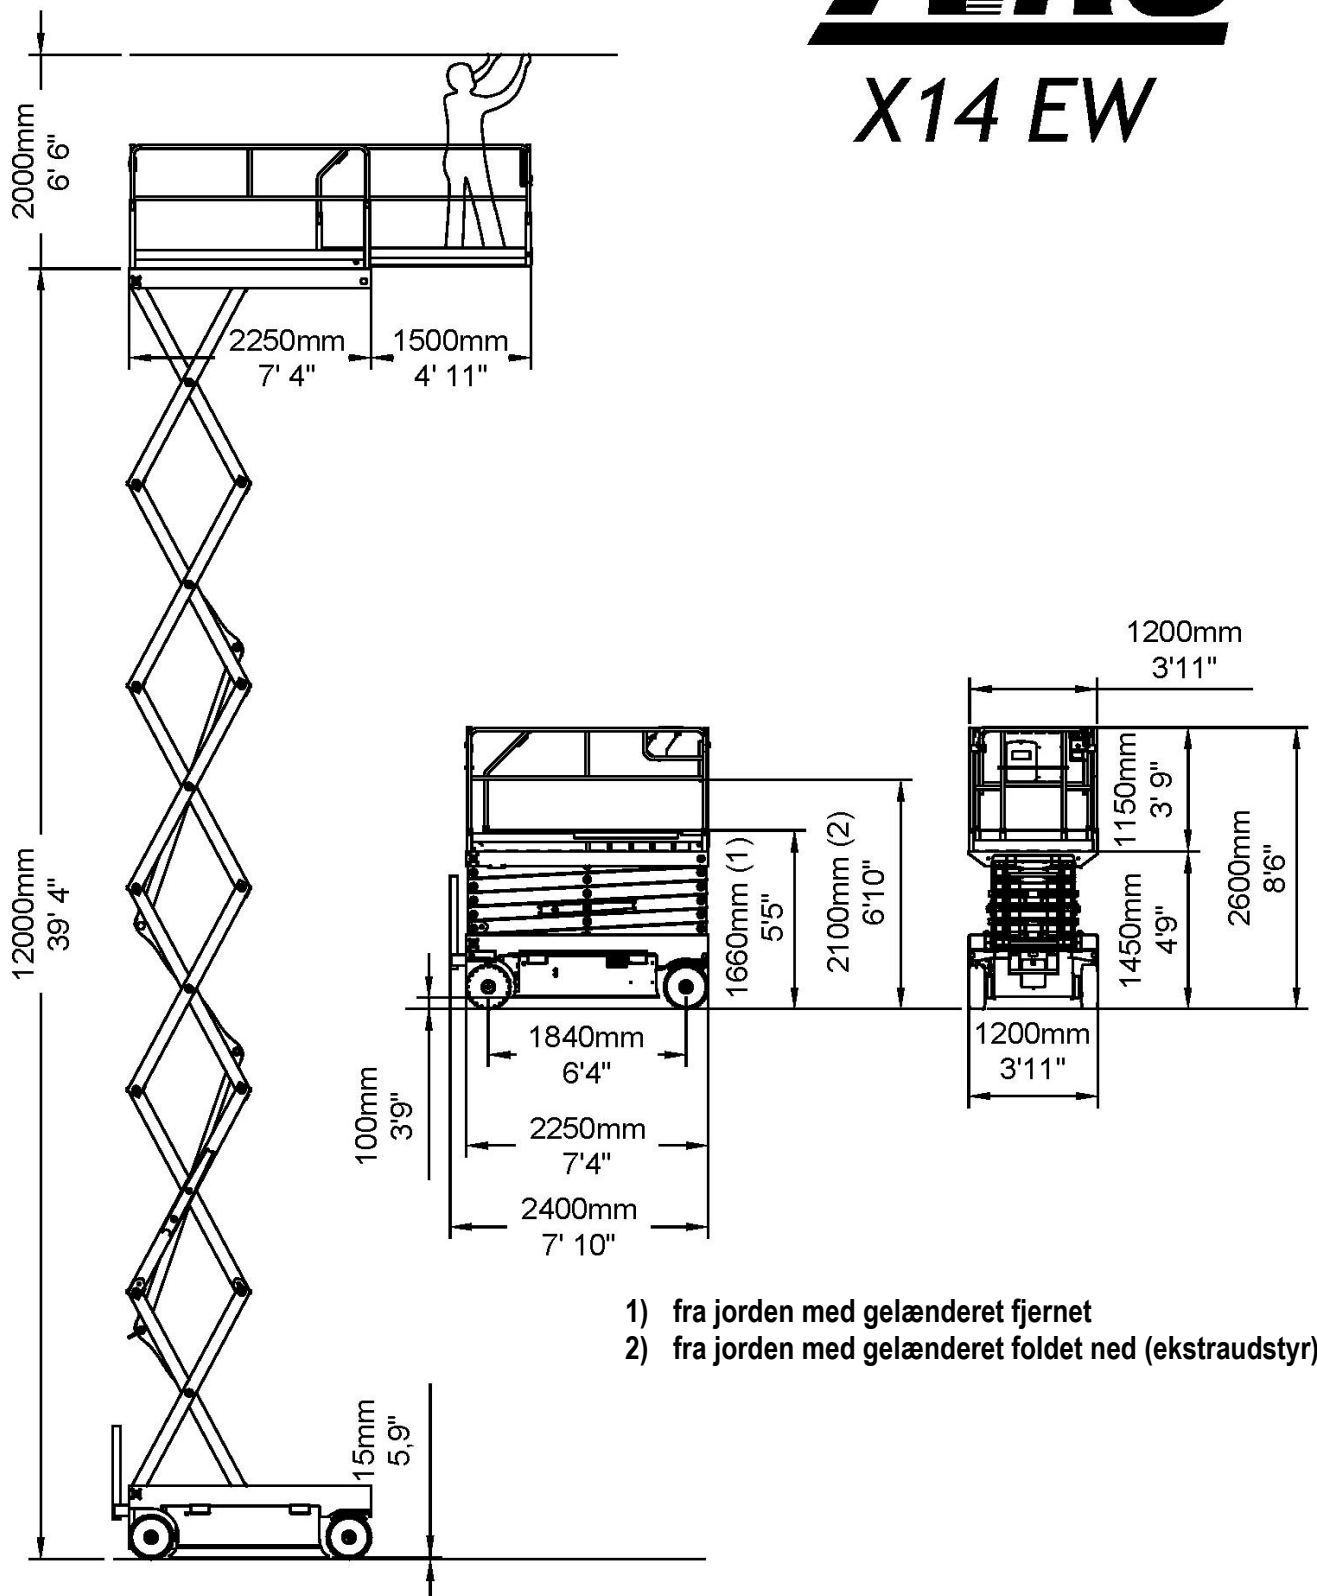 X14 EW
2000mm
6' 6"
2250mm
7' 4"
1500mm
4' 11"
12000mm
39' 4"
1200mm
3'11"
1150mm
3' 9"
1450mm
4'9"
2600mm
8'6"
1660mm (1)
5'5"
2100mm (2)
6'10"
1200mm
3'11"
1840mm
6'4"
100mm
3'9"
2250mm
7'4"
2400mm
7' 10"
1) fra jorden med gelænderet fjernet
2) fra jorden med gelænderet foldet ned (ekstraudstyr)
15mm
5,9"